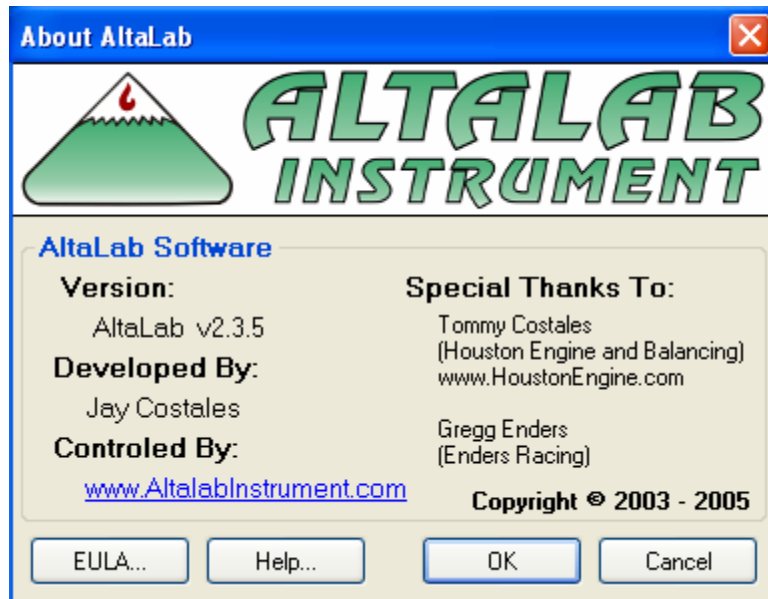 About AltaLab
ALTALAB
INSTRUMENT
AltaLab Software
Version:
AltaLab v2.3.5
Developed By:
Jay Costales
Controled By:
www.AltalabInstrument.com
Special Thanks To:
Tommy Costales
(Houston Engine and Balancing)
www.HoustonEngine.com
Gregg Enders
(Enders Racing)
Copyright © 2003 - 2005
EULA...
Help...
OK
Cancel